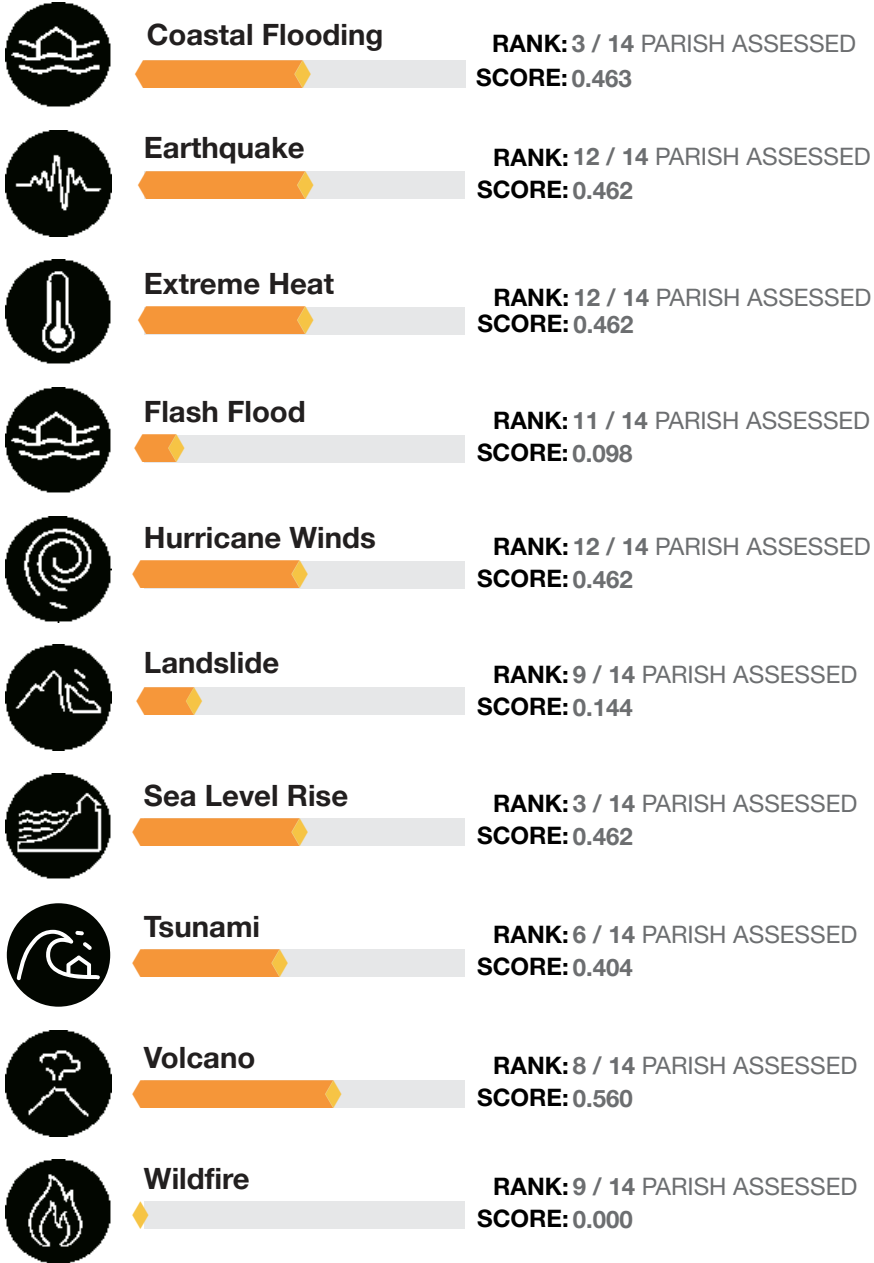 Coastal Flooding
RANK: 3 / 14 PARISH ASSESSED
SCORE: 0.463
Earthquake
RANK: 12 / 14 PARISH ASSESSED
SCORE: 0.462
Extreme Heat
RANK: 12 / 14 PARISH ASSESSED
SCORE: 0.462
Flash Flood
RANK: 11 / 14 PARISH ASSESSED
SCORE: 0.098
Hurricane Winds
RANK: 12 / 14 PARISH ASSESSED
SCORE: 0.462
Landslide
RANK: 9 / 14 PARISH ASSESSED
SCORE: 0.144
Sea Level Rise
RANK: 3 / 14 PARISH ASSESSED
SCORE: 0.462
Tsunami
RANK: 6 / 14 PARISH ASSESSED
SCORE: 0.404
Volcano
RANK: 8 / 14 PARISH ASSESSED
SCORE: 0.560
Wildfire
RANK: 9 / 14 PARISH ASSESSED
SCORE: 0.000